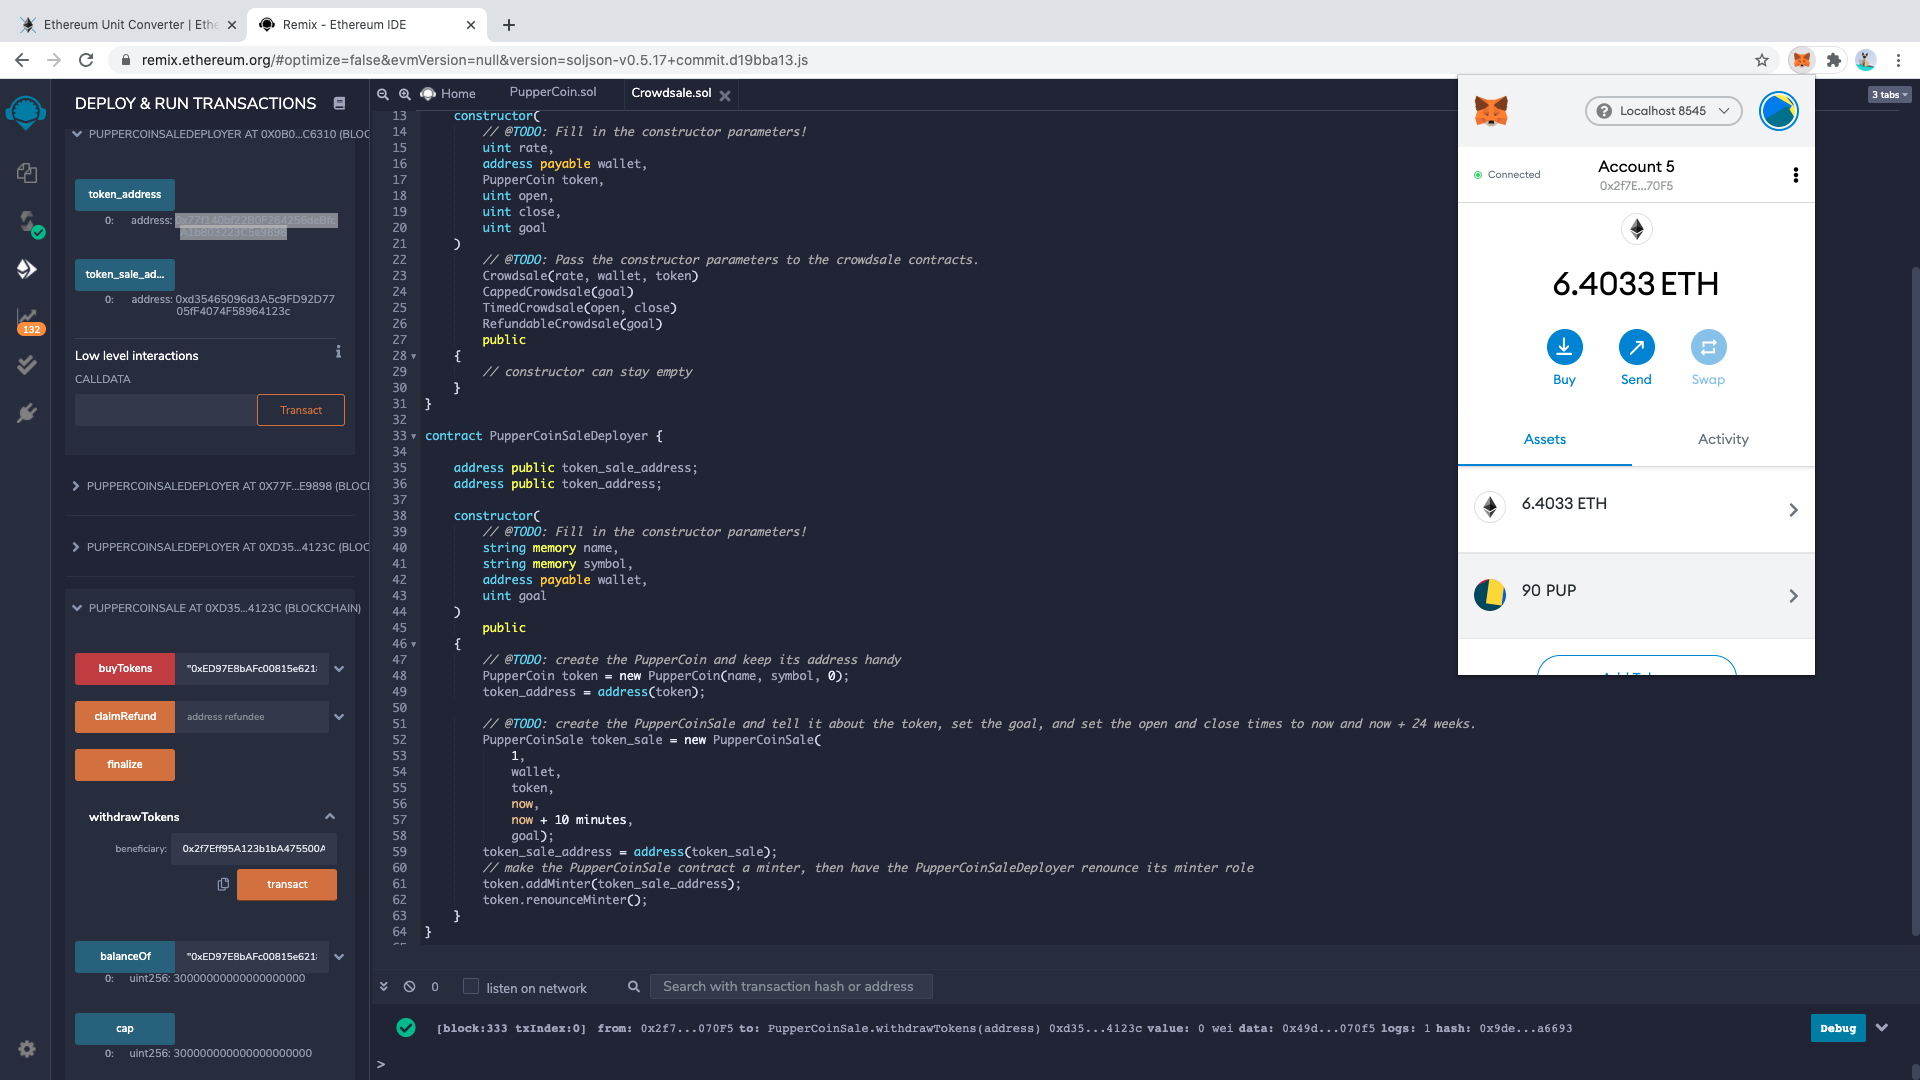 Ethereum Unit Converter | Ethe
Remix - Ethereum IDE
remix.ethereum.org/#optimize=false&evmVersion=null&version=soljson-v0.5.17+commit.d19bba13.js
DEPLOY & RUN TRANSACTIONS
PUPPERCOINSALEDEPLOYER AT 0X0B0...C6310 (BLOC
token_address
0: address:
token_sale_ad...
0: address: 0xd35465096d3A5c9FD92D77
05fF4074F58964123c
132
Low level interactions
CALLDATA
Transact
PUPPERCOINSALEDEPLOYER AT 0X77F...E9898 (BLOCI
PUPPERCOINSALEDEPLOYER AT 0XD35...4123C (BLOC
PUPPERCOINSALE AT 0XD35...4123C (BLOCKCHAIN)
buyTokens "0xED97E8bAFc00815e621
claimRefund address refundee
finalize
withdrawTokens
beneficiary: 0x2f7Eff95A123b1bA475500A
transact
balanceOf "0xED97E8bAFc00815e621
0: uint256: 30000000000000000000
cap
0: uint256: 300000000000000000000
Home
PupperCoin.sol
Crowdsale.sol
3 tabs
13 constructor(
14 // @TODO: Fill in the constructor parameters!
15 uint rate,
16 address payable wallet,
17 PupperCoin token,
18 uint open,
19 uint close,
20 uint goal
21 )
22 // @TODO: Pass the constructor parameters to the crowdsale contracts.
23 Crowdsale(rate, wallet, token)
24 CappedCrowdsale(goal)
25 TimedCrowdsale(open, close)
26 RefundableCrowdsale(goal)
27 public
28 {
29 // constructor can stay empty
30 }
31 }
32
33 contract PupperCoinSaleDeployer {
34
35 address public token_sale_address;
36 address public token_address;
37
38 constructor(
39 // @TODO: Fill in the constructor parameters!
40 string memory name,
41 string memory symbol,
42 address payable wallet,
43 uint goal
44 )
45 public
46 {
47 // @TODO: create the PupperCoin and keep its address handy
48 PupperCoin token = new PupperCoin(name, symbol, 0);
49 token_address = address(token);
50
51 // @TODO: create the PupperCoinSale and tell it about the token, set the goal, and set the open and close times to now and now + 24 weeks.
52 PupperCoinSale token_sale = new PupperCoinSale(
53 1,
54 wallet,
55 token,
56 now,
57 now + 10 minutes,
58 goal);
59 token_sale_address = address(token_sale);
60 // make the PupperCoinSale contract a minter, then have the PupperCoinSaleDeployer renounce its minter role
61 token.addMinter(token_sale_address);
62 token.renounceMinter();
63 }
64 }
Localhost 8545
Connected
Account 5
0x2f7E...70F5
6.4033 ETH
Buy
Send
Swap
Assets
Activity
6.4033 ETH
90 PUP
0
listen on network
Search with transaction hash or address
[block:333 txIndex:0] from: 0x2f7...070F5 to: PupperCoinSale.withdrawTokens(address) 0xd35...4123c value: 0 wei data: 0x49d...070f5 logs: 1 hash: 0x9de...a6693
Debug
>